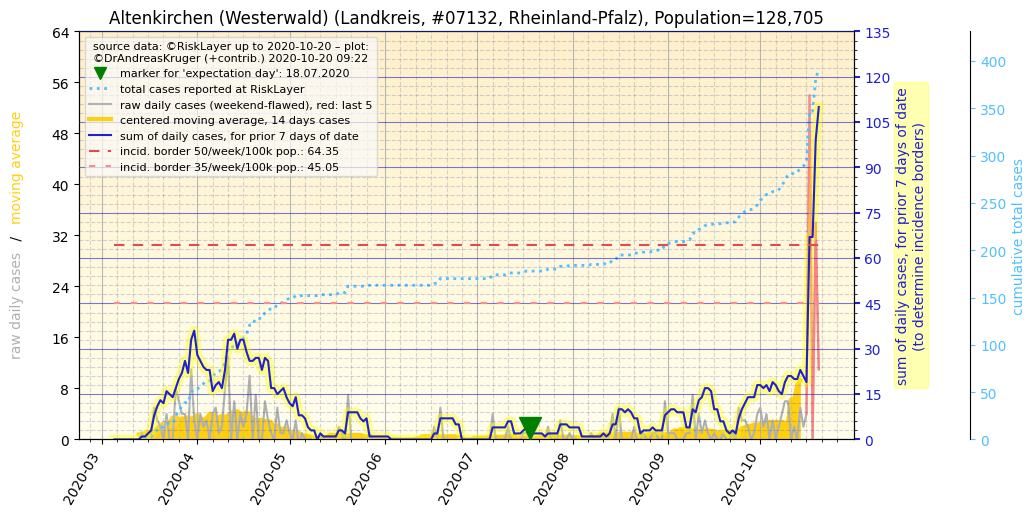 Altenkirchen (Westerwald) (Landkreis, #07132, Rheinland-Pfalz), Population=128,705
source data: ©RiskLayer up to 2020-10-20 – plot:
©DrAndreasKruger (+contrib.) 2020-10-20 09:22
marker for 'expectation day': 18.07.2020
total cases reported at RiskLayer
raw daily cases (weekend-flawed), red: last 5
centered moving average, 14 days cases
sum of daily cases, for prior 7 days of date
incid. border 50/week/100k pop.: 64.35
incid. border 35/week/100k pop.: 45.05
raw daily cases / moving average
64
56
48
40
32
24
16
8
0
135
120
105
90
75
60
45
30
15
0
sum of daily cases, for prior 7 days of date
(to determine incidence borders)
400
350
300
250
200
150
100
50
0
cumulative total cases
2020-03
2020-04
2020-05
2020-06
2020-07
2020-08
2020-09
2020-10